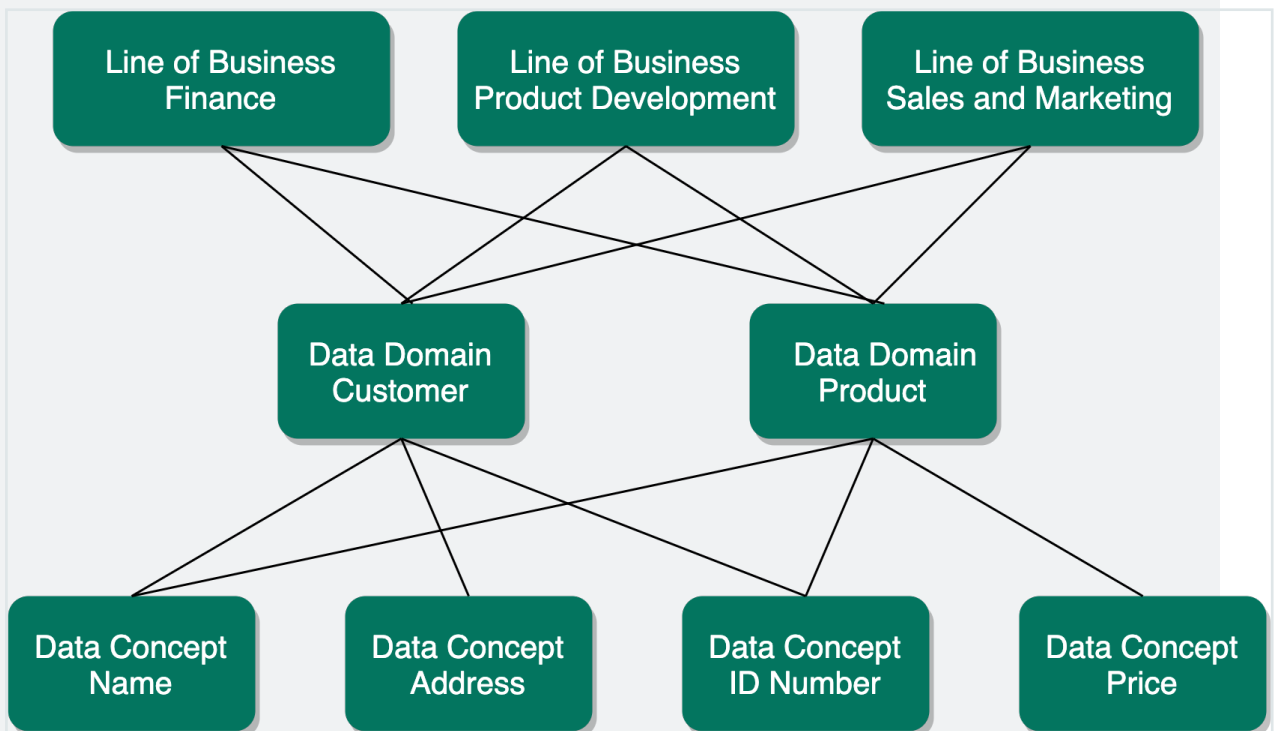 Line of Business
Finance
Line of Business
Product Development
Line of Business
Sales and Marketing
Data Domain
Customer
Data Domain
Product
Data Concept
Name
Data Concept
Address
Data Concept
ID Number
Data Concept
Price